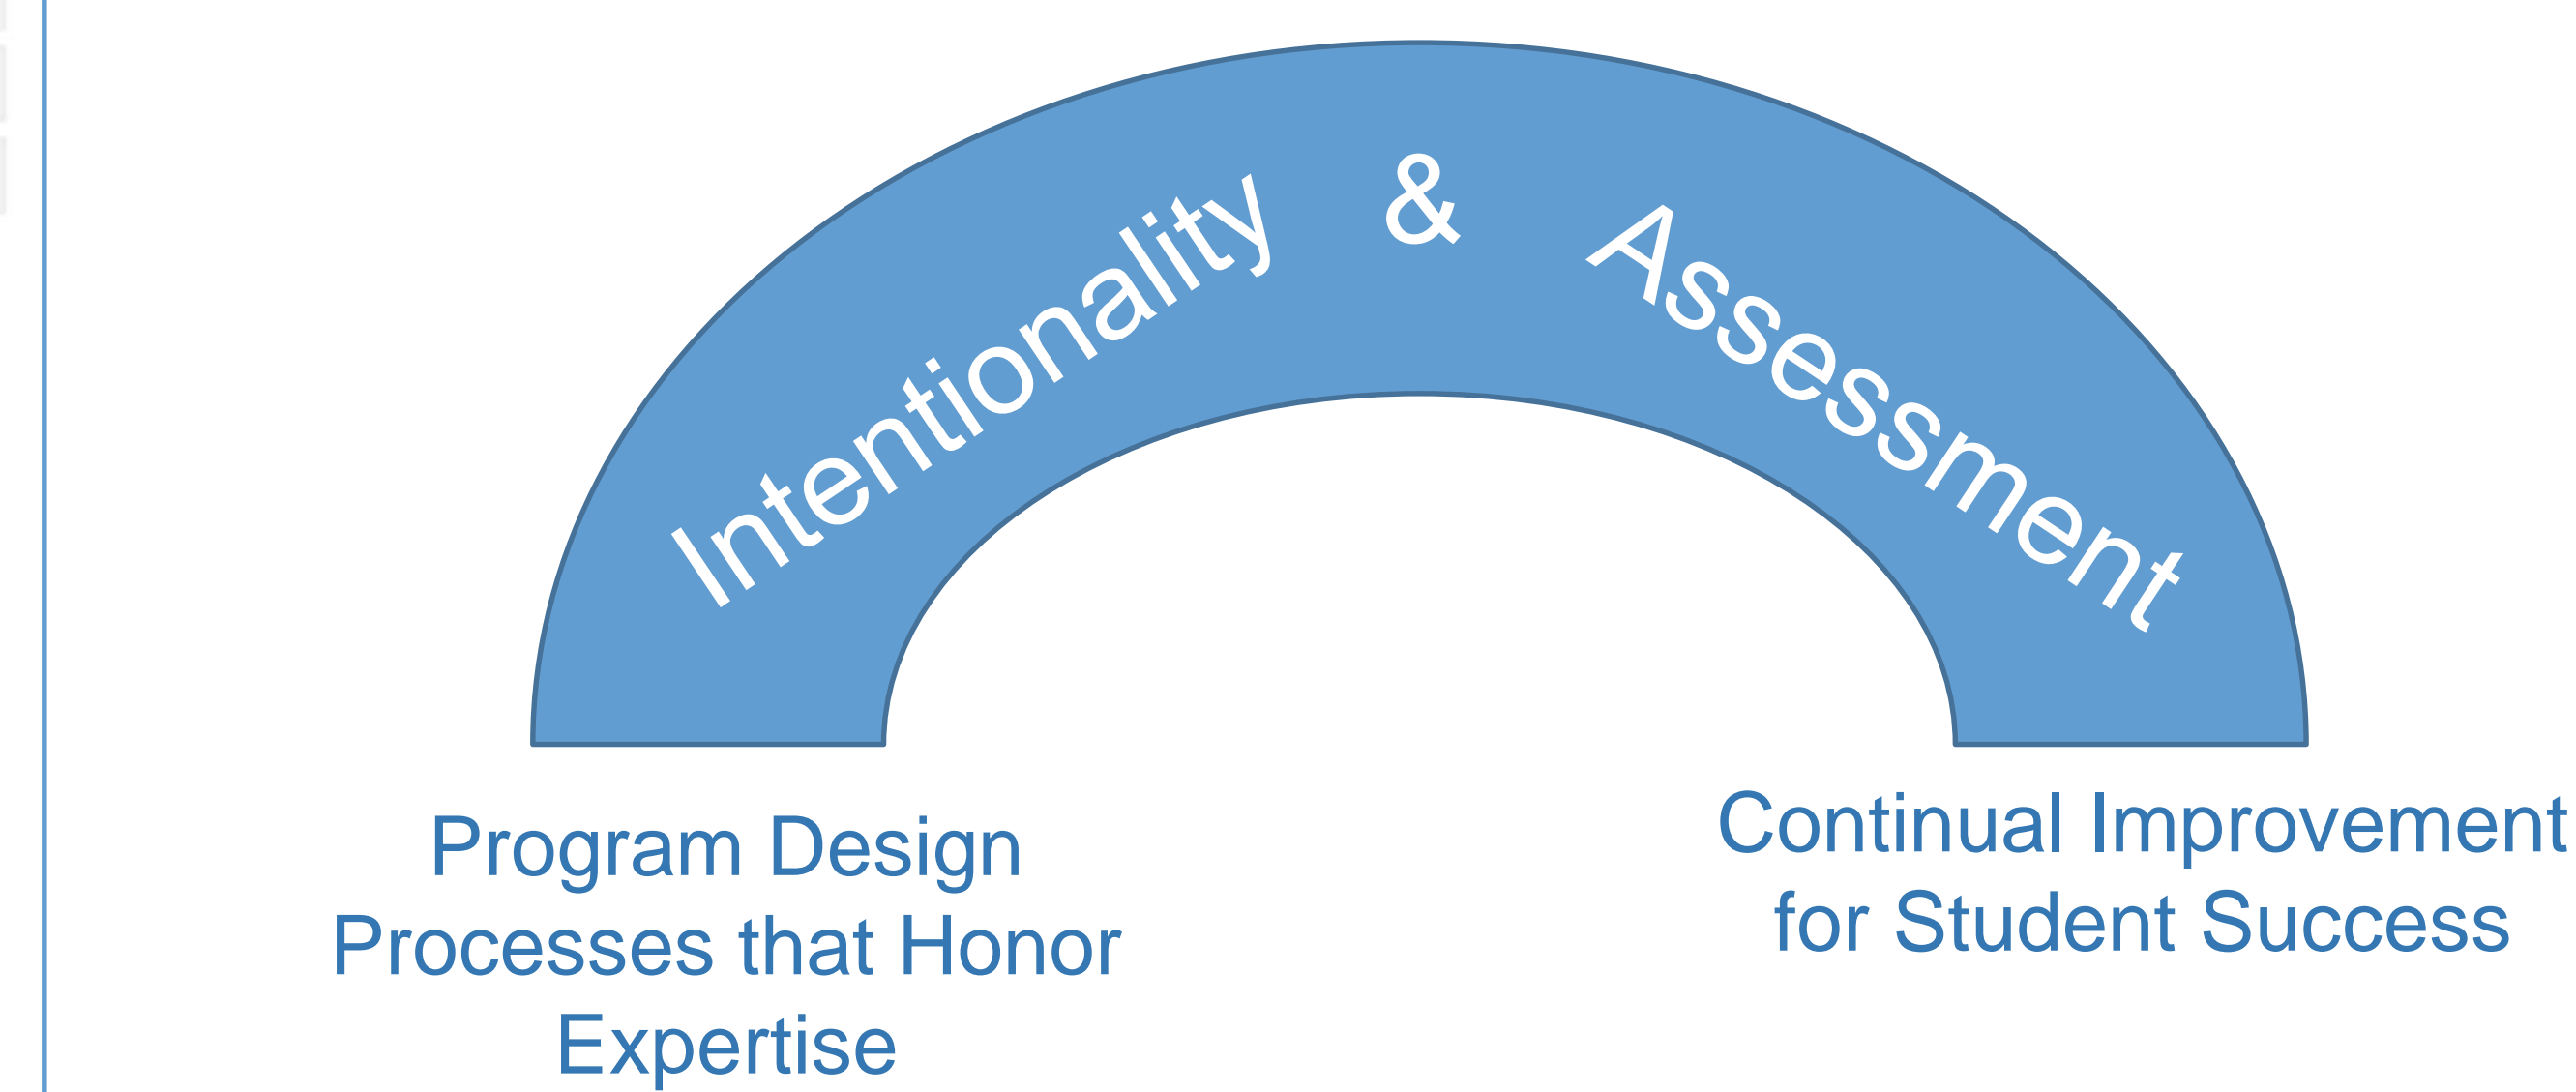 Intentionality & Assessment
Program Design
Processes that Honor
Expertise
Continual Improvement
for Student Success